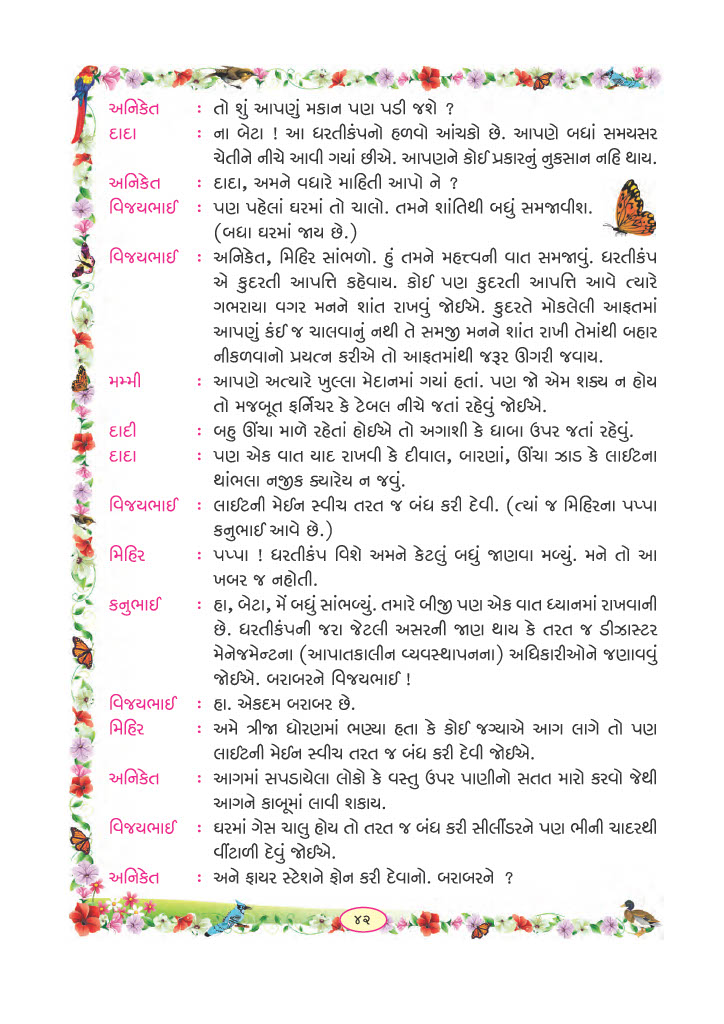 અનિકેત : તો શું આપણું મકાન પણ પડી જશે ?
દાદા : ના બેટા ! આ ધરતીકંપનો હળવો આંચકો છે. આપણે બધાં સમયસર
ચેતીને નીચે આવી ગયાં છીએ. આપણને કોઈ પ્રકારનું નુકસાન નહિ થાય.
અનિકેત : દાદા, અમને વધારે માહિતી આપો ને ?
વિજયભાઈ : પણ પહેલાં ઘરમાં તો ચાલો. તમને શાંતિથી બધું સમજાવીશ.
(બધા ઘરમાં જાય છે.)
વિજયભાઈ : અનિકેત, મિહિર સાંભળો. હું તમને મહત્ત્વની વાત સમજાવું. ધરતીકંપ
એ કુદરતી આપત્તિ કહેવાય. કોઈ પણ કુદરતી આપત્તિ આવે ત્યારે
ગભરાયા વગર મનને શાંત રાખવું જોઈએ. કુદરતે મોકલેલી આફતમાં
આપણું કંઈ જ ચાલવાનું નથી તે સમજી મનને શાંત રાખી તેમાંથી બહાર
નીકળવાનો પ્રયત્ન કરીએ તો આફતમાંથી જરૂર ઊગરી જવાય.
મમ્મી : આપણે અત્યારે ખુલ્લા મેદાનમાં ગયાં હતાં. પણ જો એમ શક્ય ન હોય
તો મજબૂત ફર્નિચર કે ટેબલ નીચે જતાં રહેવું જોઈએ.
દાદી : બહુ ઊંચા માળે રહેતાં હોઈએ તો અગાશી કે ધાબા ઉપર જતાં રહેવું.
દાદા : પણ એક વાત યાદ રાખવી કે દીવાલ, બારણાં, ઊંચા ઝાડ કે લાઈટના
થાંભલા નજીક ક્યારેય ન જવું.
વિજયભાઈ : લાઈટની મેઈન સ્વીચ તરત જ બંધ કરી દેવી. (ત્યાં જ મિહિરના પપ્પા
કનુભાઈ આવે છે.)
મિહિર : પપ્પા ! ધરતીકંપ વિશે અમને કેટલું બધું જાણવા મળ્યું. મને તો આ
ખબર જ નહોતી.
કનુભાઈ : હા, બેટા, મેં બધું સાંભળ્યું. તમારે બીજી પણ એક વાત ધ્યાનમાં રાખવાની
છે. ધરતીકંપની જરા જેટલી અસરની જાણ થાય કે તરત જ ડીઝાસ્ટર
મેનેજમેન્ટના (આપાતકાલીન વ્યવસ્થાપનના) અધિકારીઓને જણાવવું
જોઈએ. બરાબરને વિજયભાઈ !
વિજયભાઈ : હા. એકદમ બરાબર છે.
મિહિર : અમે ત્રીજા ધોરણમાં ભણ્યા હતા કે કોઈ જગ્યાએ આગ લાગે તો પણ
લાઈટની મેઈન સ્વીચ તરત જ બંધ કરી દેવી જોઈએ.
અનિકેત : આગમાં સપડાયેલા લોકો કે વસ્તુ ઉપર પાણીનો સતત મારો કરવો જેથી
આગને કાબૂમાં લાવી શકાય.
વિજયભાઈ : ઘરમાં ગેસ ચાલુ હોય તો તરત જ બંધ કરી સીલીંડરને પણ ભીની ચાદરથી
વીંટાળી દેવું જોઈએ.
અનિકેત : અને ફાયર સ્ટેશને ફોન કરી દેવાનો. બરાબરને ?
૪૨